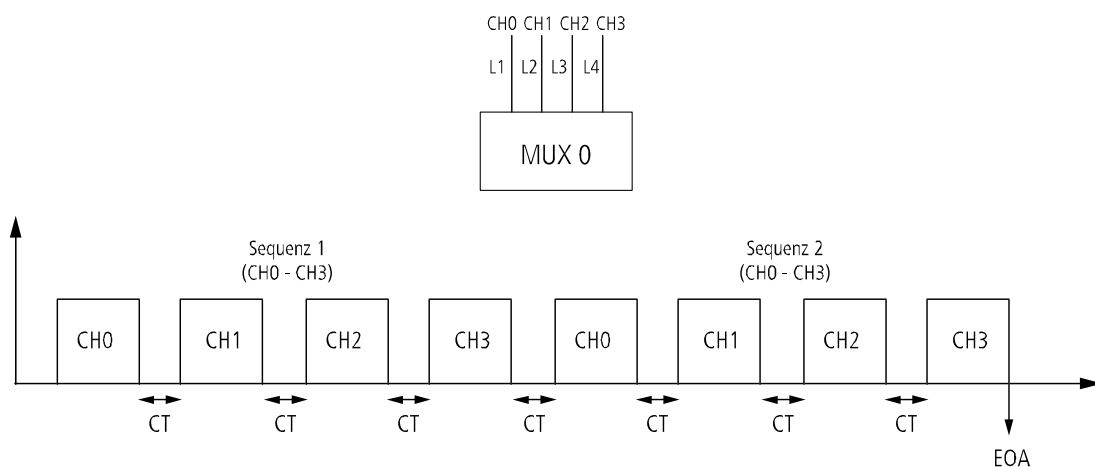 CH0 CH1 CH2 CH3
L1 L2 L3 L4
MUX 0
Sequenz 1
(CH0 - CH3)
Sequenz 2
(CH0 - CH3)
CH0 CH1 CH2 CH3 CH0 CH1 CH2 CH3
CT CT CT CT CT CT CT
EOA